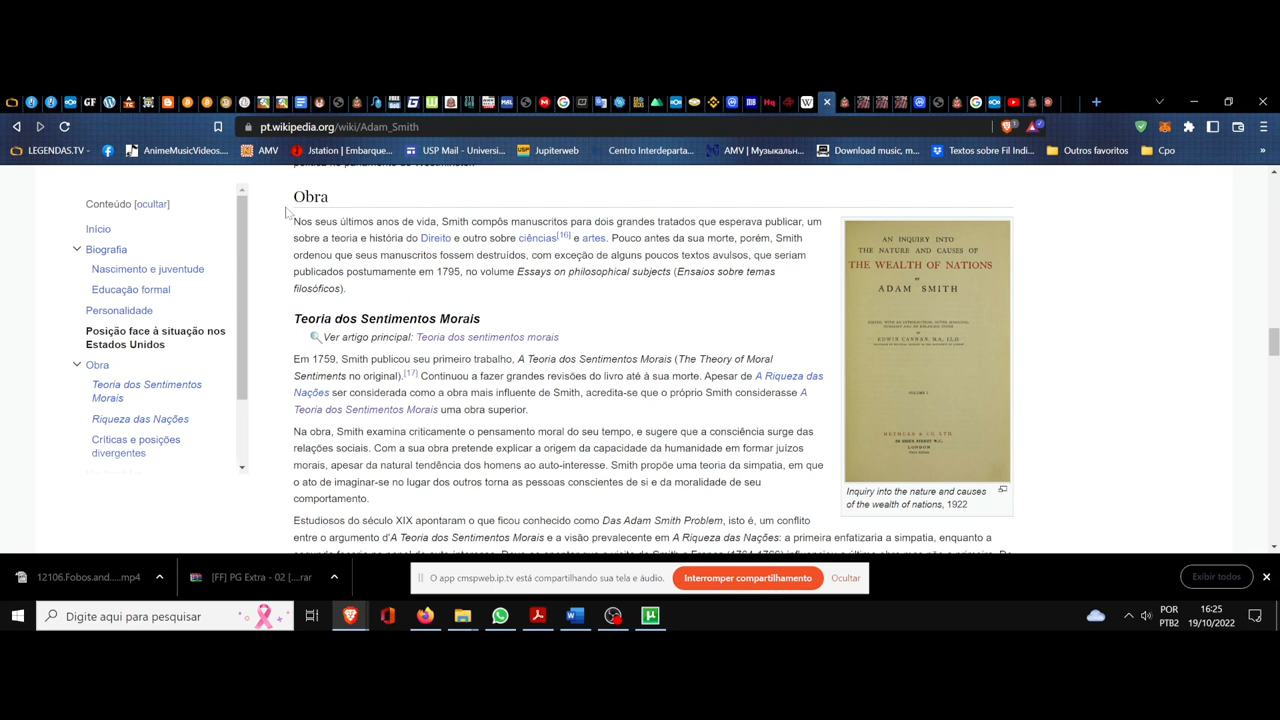 GF
MAL
Hq
W
pt.wikipedia.org/wiki/Adam_Smith
LEGENDAS.TV -
AnimeMusicVideos...
AMV
Jstation | Embarque...
USP Mail - Universi...
Jupiterweb
Centro Interdeparta...
AMV | Музыкальн...
Download music, m...
Textos sobre Fil Indi...
Outros favoritos
Cpo
»
Conteúdo [ocultar]
Início
Biografia
Nascimento e juventude
Educação formal
Personalidade
Posição face à situação nos
Estados Unidos
Obra
Teoria dos Sentimentos
Morais
Riqueza das Nações
Críticas e posições
divergentes
Obra
Nos seus últimos anos de vida, Smith compôs manuscritos para dois grandes tratados que esperava publicar, um
sobre a teoria e história do Direito e outro sobre ciências[16] e artes. Pouco antes da sua morte, porém, Smith
ordenou que seus manuscritos fossem destruídos, com exceção de alguns poucos textos avulsos, que seriam
publicados postumamente em 1795, no volume Essays on philosophical subjects (Ensaios sobre temas
filosóficos).
Teoria dos Sentimentos Morais
Ver artigo principal: Teoria dos sentimentos morais
Em 1759, Smith publicou seu primeiro trabalho, A Teoria dos Sentimentos Morais (The Theory of Moral
Sentiments no original).[17] Continuou a fazer grandes revisões do livro até à sua morte. Apesar de A Riqueza das
Nações ser considerada como a obra mais influente de Smith, acredita-se que o próprio Smith considerasse A
Teoria dos Sentimentos Morais uma obra superior.
Na obra, Smith examina criticamente o pensamento moral do seu tempo, e sugere que a consciência surge das
relações sociais. Com a sua obra pretende explicar a origem da capacidade da humanidade em formar juízos
morais, apesar da natural tendência dos homens ao auto-interesse. Smith propõe uma teoria da simpatia, em que
o ato de imaginar-se no lugar dos outros torna as pessoas conscientes de si e da moralidade de seu
comportamento.
Estudiosos do século XIX apontaram o que ficou conhecido como Das Adam Smith Problem, isto é, um conflito
entre o argumento d'A Teoria dos Sentimentos Morais e a visão prevalecente em A Riqueza das Nações: a primeira enfatizaria a simpatia, enquanto a
AN INQUIRY INTO
THE NATURE AND CAUSES OF
THE WEALTH OF NATIONS
BY
ADAM SMITH
EDWIN CANNAN, M.A., LL.D.
VOLUME I
METHUEN & CO. LTD.
LONDON
Inquiry into the nature and causes
of the wealth of nations, 1922
12106.Fobos.and.....mp4
[FF] PG Extra - 02 [....rar
O app cmspweb.ip.tv está compartilhando sua tela e áudio.
Interromper compartilhamento
Ocultar
Exibir todos
Digite aqui para pesquisar
POR
PTB2
16:25
19/10/2022